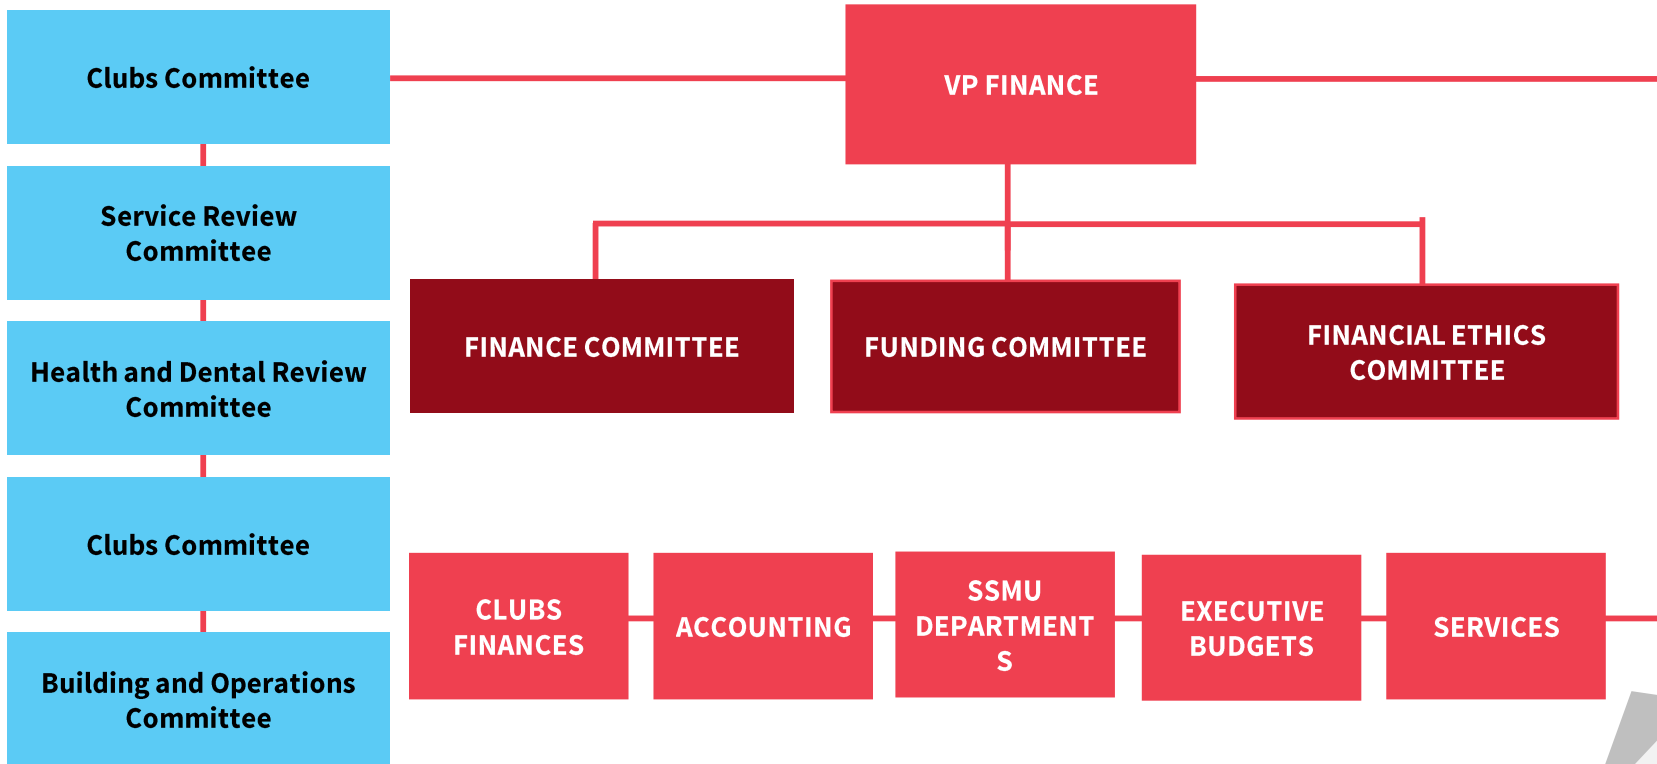 Clubs Committee
VP FINANCE
Service Review
Committee
Health and Dental Review
Committee
FINANCE COMMITTEE
FUNDING COMMITTEE
FINANCIAL ETHICS
COMMITTEE
Clubs Committee
Building and Operations
Committee
CLUBS
FINANCES
ACCOUNTING
SSMU
DEPARTMENT
S
EXECUTIVE
BUDGETS
SERVICES